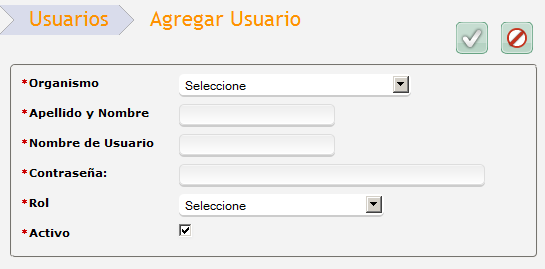 Usuarios Agregar Usuario
*Organismo Seleccione
*Apellido y Nombre
*Nombre de Usuario
*Contraseña:
*Rol Seleccione
*Activo